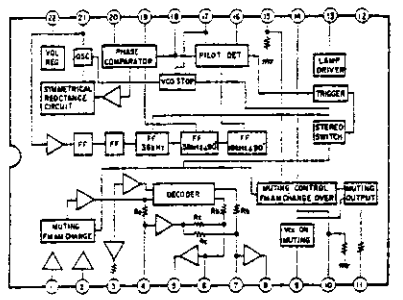 22 21 20 19 18 17 16 15 14 13 12
VOL REG
OSC
PHASE COMPARATOR
PILOT DET
LAMP DRIVER
VCO STOP
SYMMETRICAL REACTANCE CIRCUIT
TRIGGER
STEREO SWITCH
FF
FF
FF 38KHz
FF
FF
DECODER
MUTING CONTROL FM AM CHANGE OVER
MUTING OUTPUT
MUTING FM AM CHANGE
VCC ON MUTING
1 2 3 4 5 6 7 8 9 10 11